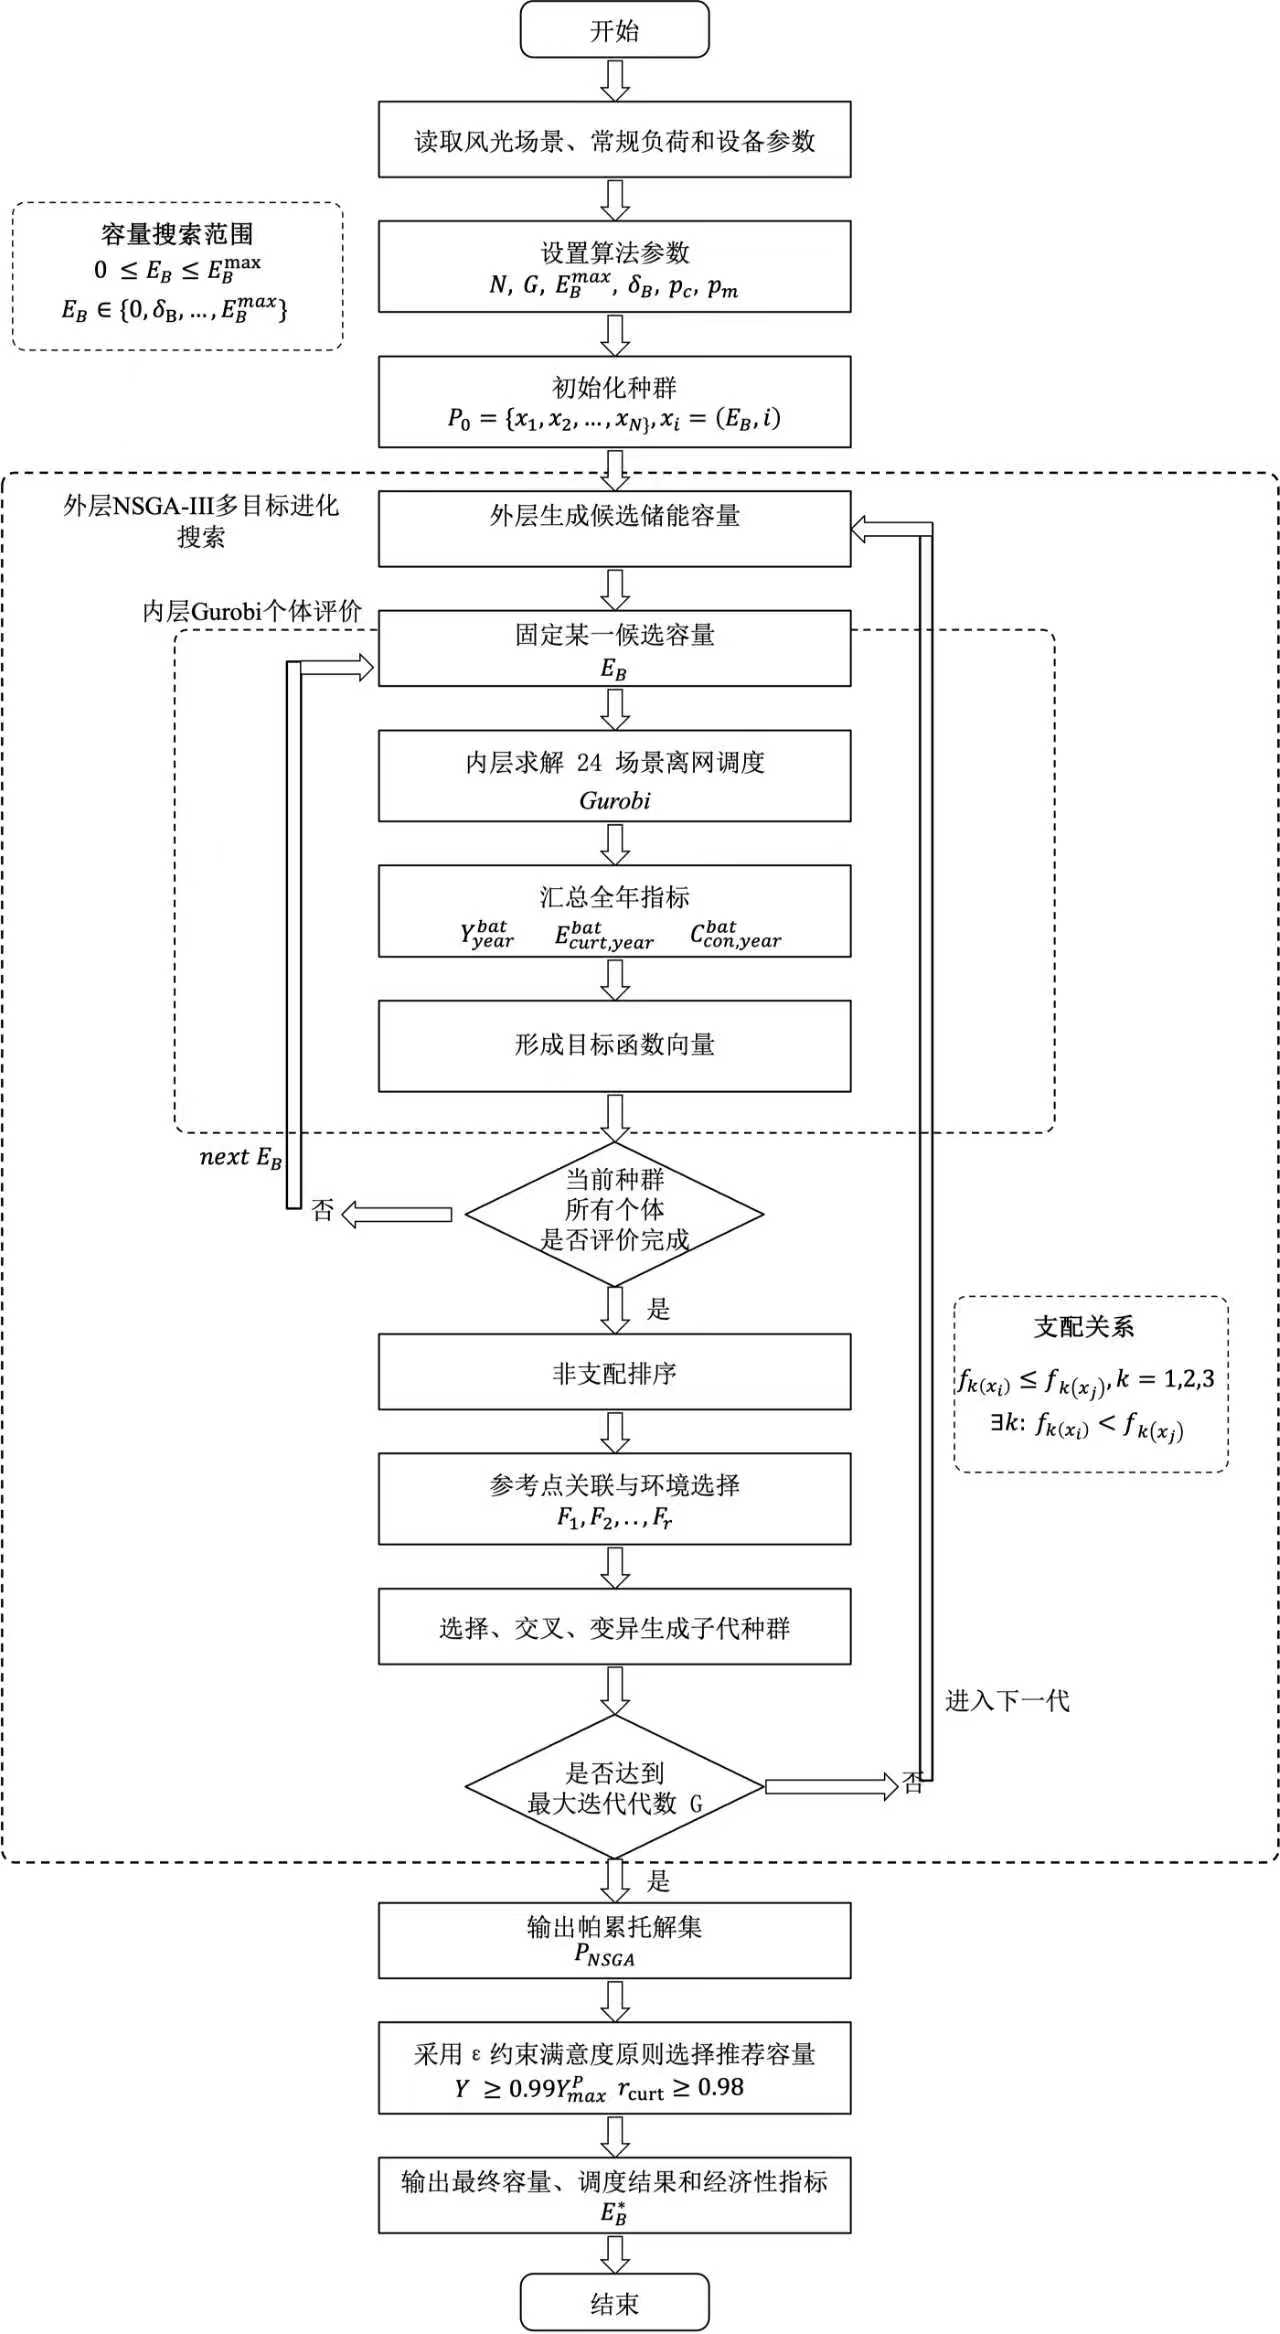 开始
读取风光场景、常规负荷和设备参数
容量搜索范围
0 ≤ E_B ≤ E_B^max
E_B ∈ {0, δ_B, …, E_B^max}
设置算法参数
N, G, E_B^max, δ_B, p_c, p_m
初始化种群
P_0 = {x_1, x_2, …, x_N}, x_i = (E_B, i)
外层NSGA-III多目标进化
搜索
外层生成候选储能容量
内层Gurobi个体评价
固定某一候选容量
E_B
内层求解 24 场景离网调度
Gurobi
汇总全年指标
Y_year^bat E_curt,year^bat C_con,year^bat
形成目标函数向量
next E_B
当前种群
所有个体
是否评价完成
否
是
非支配排序
支配关系
f_k(x_i) ≤ f_k(x_j), k = 1,2,3
∃k: f_k(x_i) < f_k(x_j)
参考点关联与环境选择
F_1, F_2, . . , F_r
选择、交叉、变异生成子代种群
进入下一代
是否达到
最大迭代代数 G
否
是
输出帕累托解集
P_NSGA
采用 ε 约束满意度原则选择推荐容量
Y ≥ 0.99Y_max^P r_curt ≥ 0.98
输出最终容量、调度结果和经济性指标
E_B^*
结束